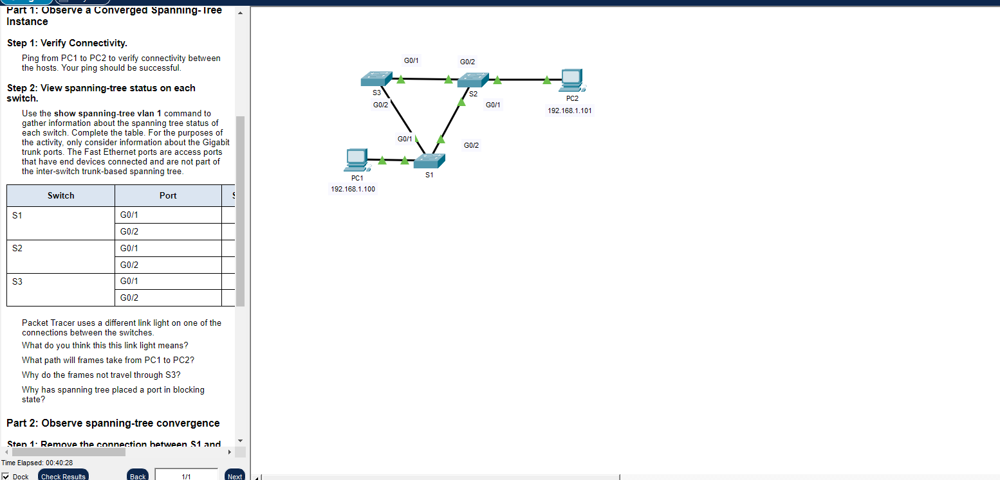 Part 1: Observe a Converged Spanning-Tree
Instance
Step 1: Verify Connectivity.
Ping from PC1 to PC2 to verify connectivity between
the hosts. Your ping should be successful.
Step 2: View spanning-tree status on each
switch.
Use the show spanning-tree vlan 1 command to
gather information about the spanning tree status of
each switch. Complete the table. For the purposes of
the activity, only consider information about the Gigabit
trunk ports. The Fast Ethernet ports are access ports
that have end devices connected and are not part of
the inter-switch trunk-based spanning tree.
Switch Port
S1 G0/1
G0/2
S2 G0/1
G0/2
S3 G0/1
G0/2
Packet Tracer uses a different link light on one of the
connections between the switches.
What do you think this this link light means?
What path will frames take from PC1 to PC2?
Why do the frames not travel through S3?
Why has spanning tree placed a port in blocking
state?
Part 2: Observe spanning-tree convergence
Step 1: Remove the connection between S1 and
Time Elapsed: 00:40:28
Dock Check Results Back 1/1 Next
G0/1
G0/2
S3
S2
G0/2
G0/1
PC2
192.168.1.101
G0/1
G0/2
PC1
S1
192.168.1.100